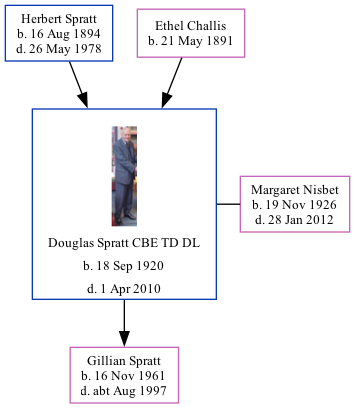 Herbert Spratt
b. 16 Aug 1894
d. 26 May 1978
Ethel Challis
b. 21 May 1891
Douglas Spratt CBE TD DL
b. 18 Sep 1920
d. 1 Apr 2010
Margaret Nisbet
b. 19 Nov 1926
d. 28 Jan 2012
Gillian Spratt
b. 16 Nov 1961
d. abt Aug 1997